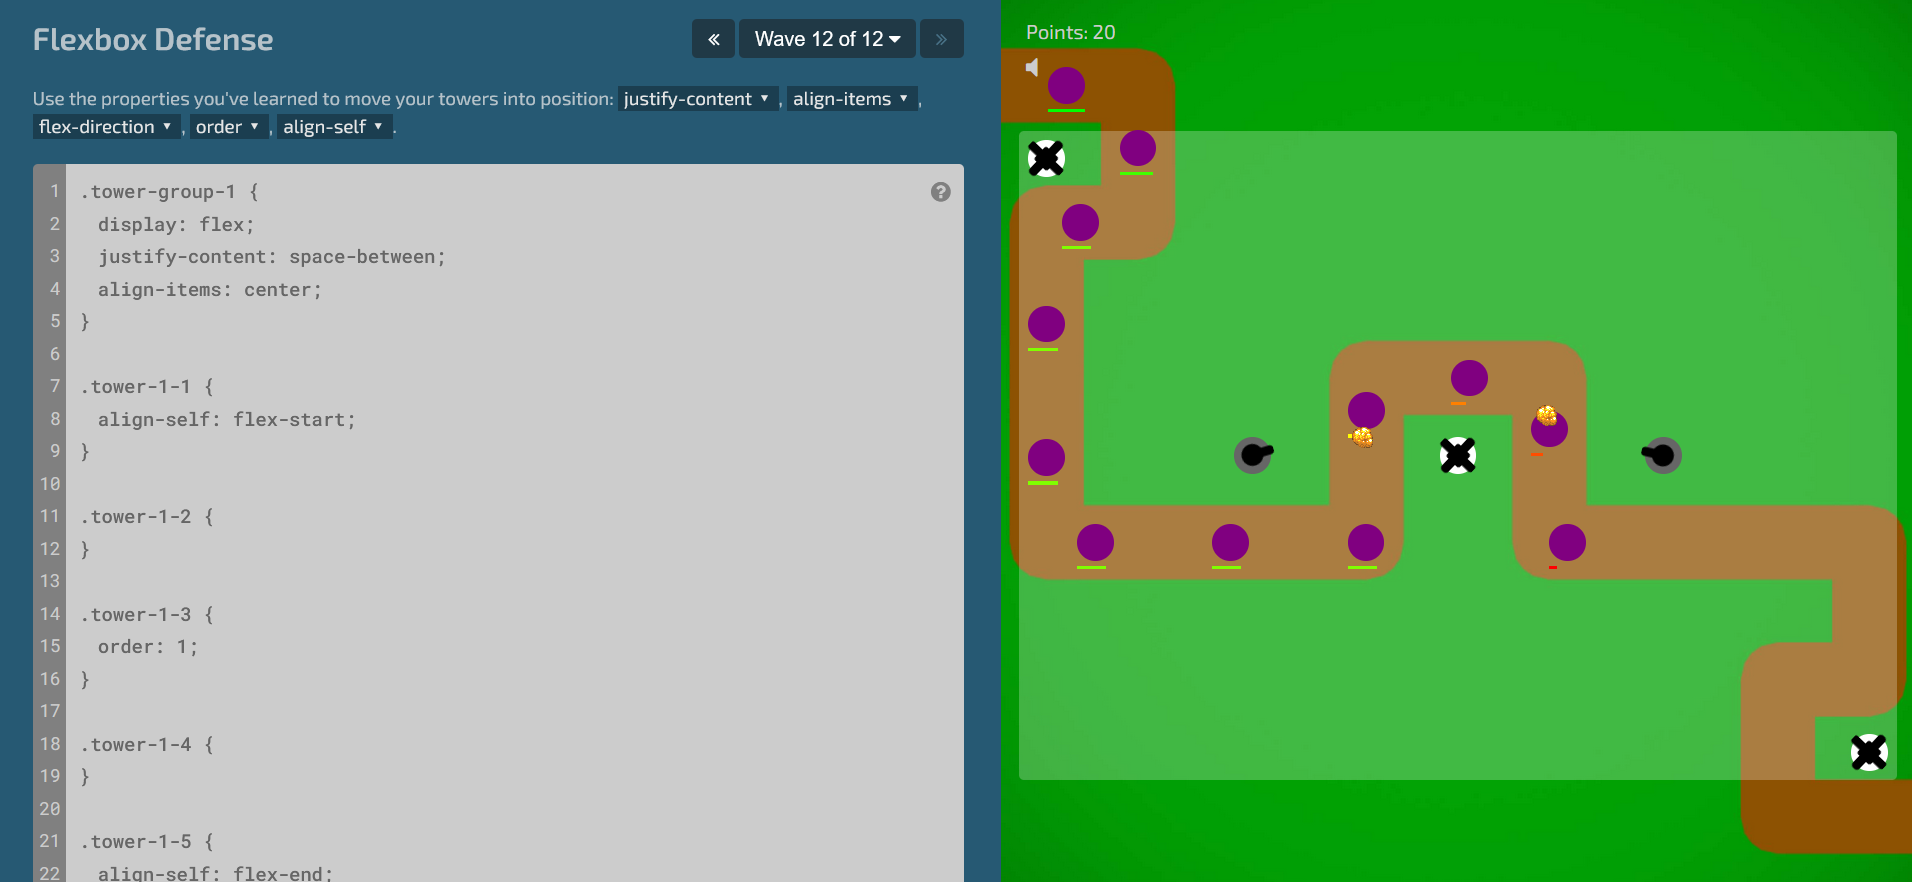 Flexbox Defense
« Wave 12 of 12 »
Use the properties you've learned to move your towers into position: justify-content ▼ , align-items ▼ ,
flex-direction ▼ , order ▼ , align-self ▼ .
1 .tower-group-1 {
2 display: flex;
3 justify-content: space-between;
4 align-items: center;
5 }
6
7 .tower-1-1 {
8 align-self: flex-start;
9 }
10
11 .tower-1-2 {
12 }
13
14 .tower-1-3 {
15 order: 1;
16 }
17
18 .tower-1-4 {
19 }
20
21 .tower-1-5 {
22 align-self: flex-end;
?
Points: 20